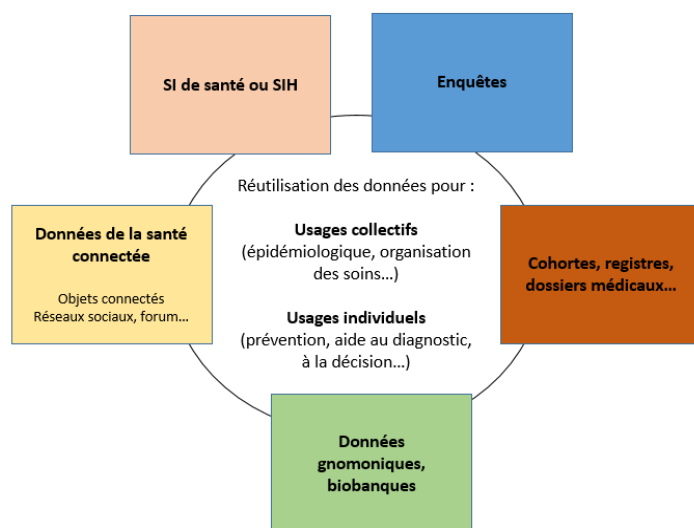 SI de santé ou SIH
Enquêtes
Réutilisation des données pour :
Usages collectifs
(épidémiologique, organisation
des soins…)
Usages individuels
(prévention, aide au diagnostic,
à la décision…)
Données de la santé
connectée
Objets connectés
Réseaux sociaux, forum…
Cohortes, registres,
dossiers médicaux…
Données
gnomoniques,
biobanques